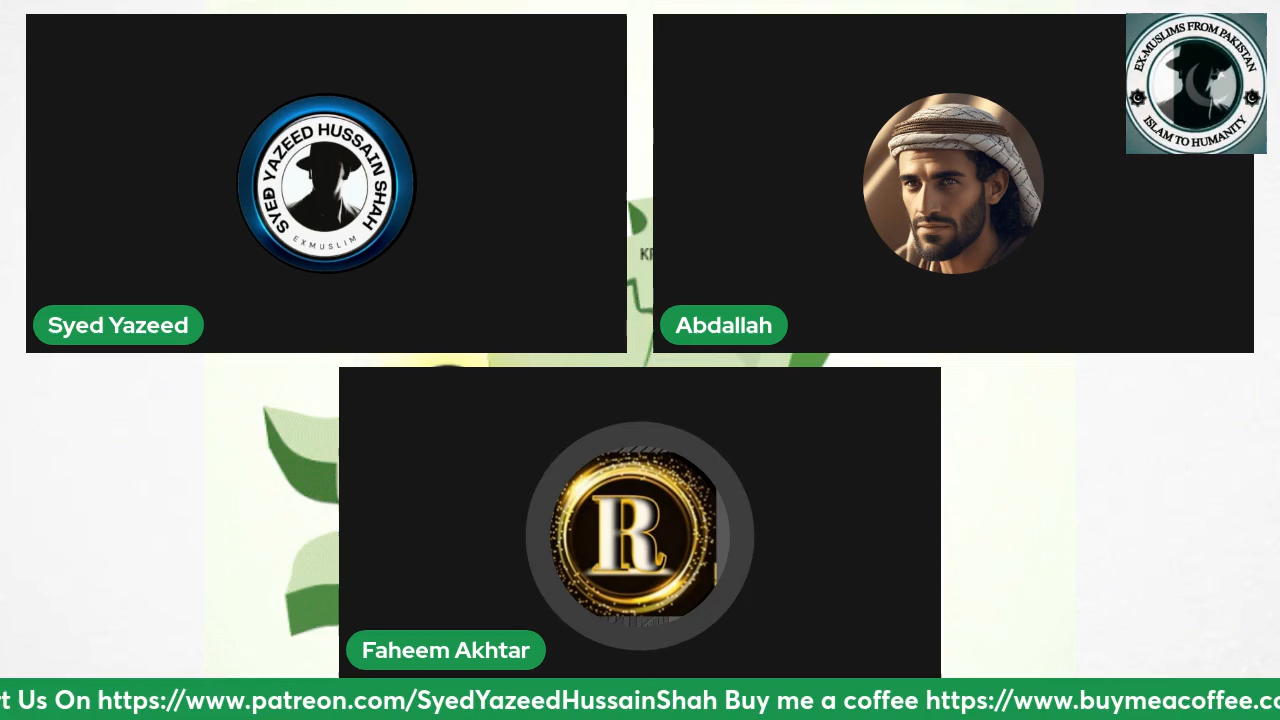 SYED YAZEED HUSSAIN SHAH
EXMUSLIM
Syed Yazeed
Abdallah
EX-MUSLIMS FROM PAKISTAN
ISLAM TO HUMANITY
R
Faheem Akhtar
t Us On https://www.patreon.com/SyedYazeedHussainShah Buy me a coffee https://www.buymeacoffee.co